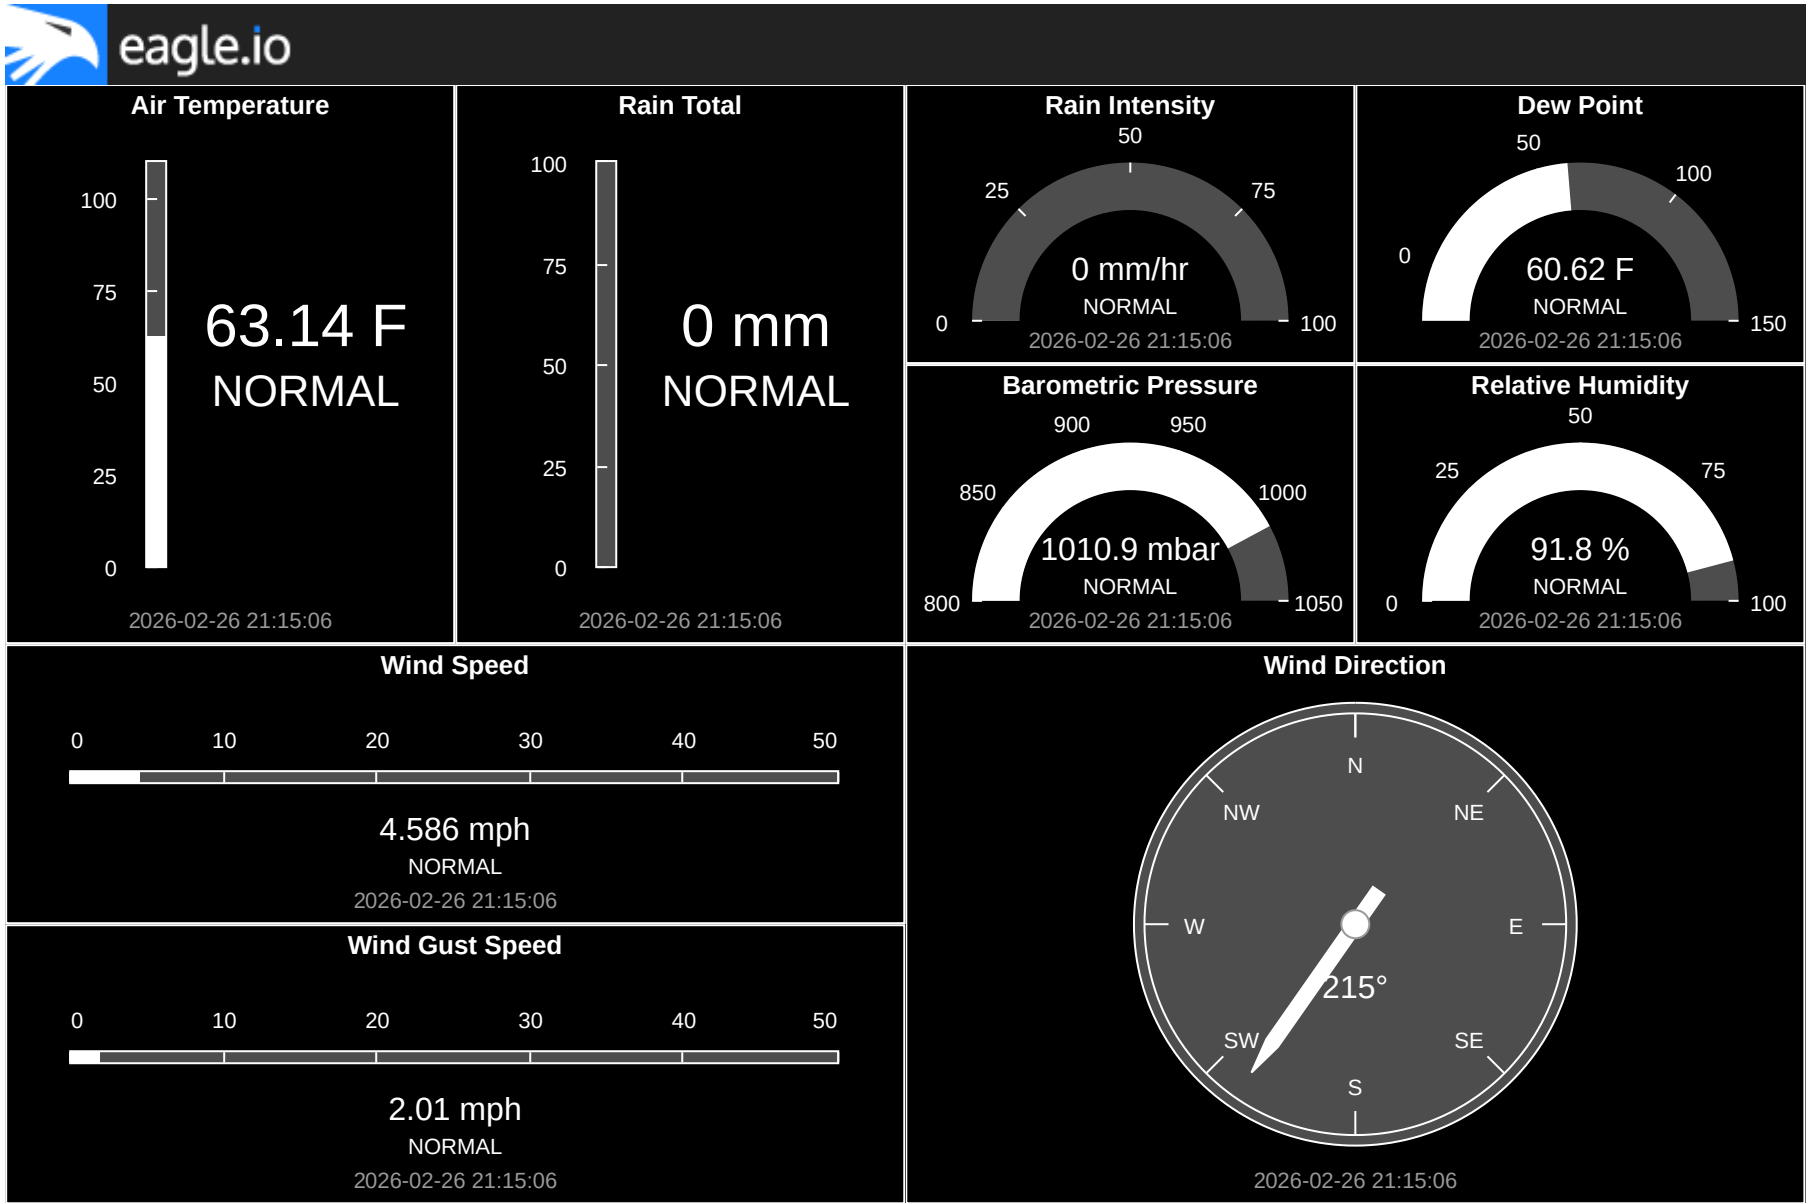 eagle.io
Air Temperature
100
75
50
25
0
63.14 F
NORMAL
2026-02-26 21:15:06
Rain Total
100
75
50
25
0
0 mm
NORMAL
2026-02-26 21:15:06
Rain Intensity
0
25
50
75
100
0 mm/hr
NORMAL
2026-02-26 21:15:06
Dew Point
0
50
100
150
60.62 F
NORMAL
2026-02-26 21:15:06
Barometric Pressure
800
850
900
950
1000
1050
1010.9 mbar
NORMAL
2026-02-26 21:15:06
Relative Humidity
0
25
50
75
100
91.8 %
NORMAL
2026-02-26 21:15:06
Wind Speed
0 10 20 30 40 50
4.586 mph
NORMAL
2026-02-26 21:15:06
Wind Gust Speed
0 10 20 30 40 50
2.01 mph
NORMAL
2026-02-26 21:15:06
Wind Direction
N
NW NE
W E
215°
SW SE
S
2026-02-26 21:15:06